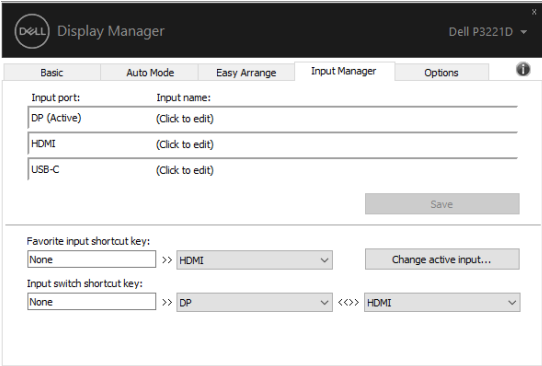 x
DELL Display Manager Dell P3221D
Basic Auto Mode Easy Arrange Input Manager Options i
Input port: Input name:
DP (Active) (Click to edit)
HDMI (Click to edit)
USB-C (Click to edit)
Save
Favorite input shortcut key:
None >> HDMI Change active input...
Input switch shortcut key:
None >> DP <<>> HDMI